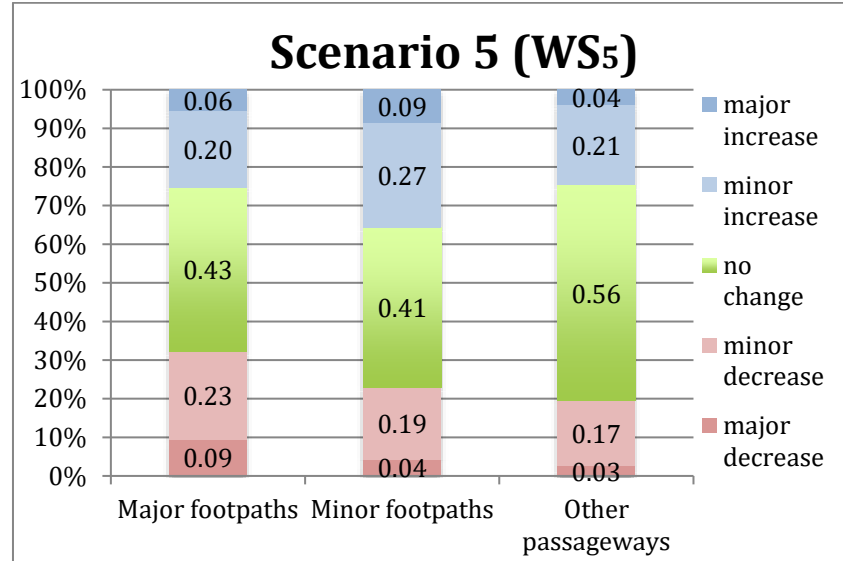 Scenario 5 (WS5)
100%
90%
80%
70%
60%
50%
40%
30%
20%
10%
0%
0.06
0.20
0.43
0.23
0.09
0.09
0.27
0.41
0.19
0.04
0.04
0.21
0.56
0.17
0.03
Major footpaths
Minor footpaths
Other
passageways
major
increase
minor
increase
no
change
minor
decrease
major
decrease